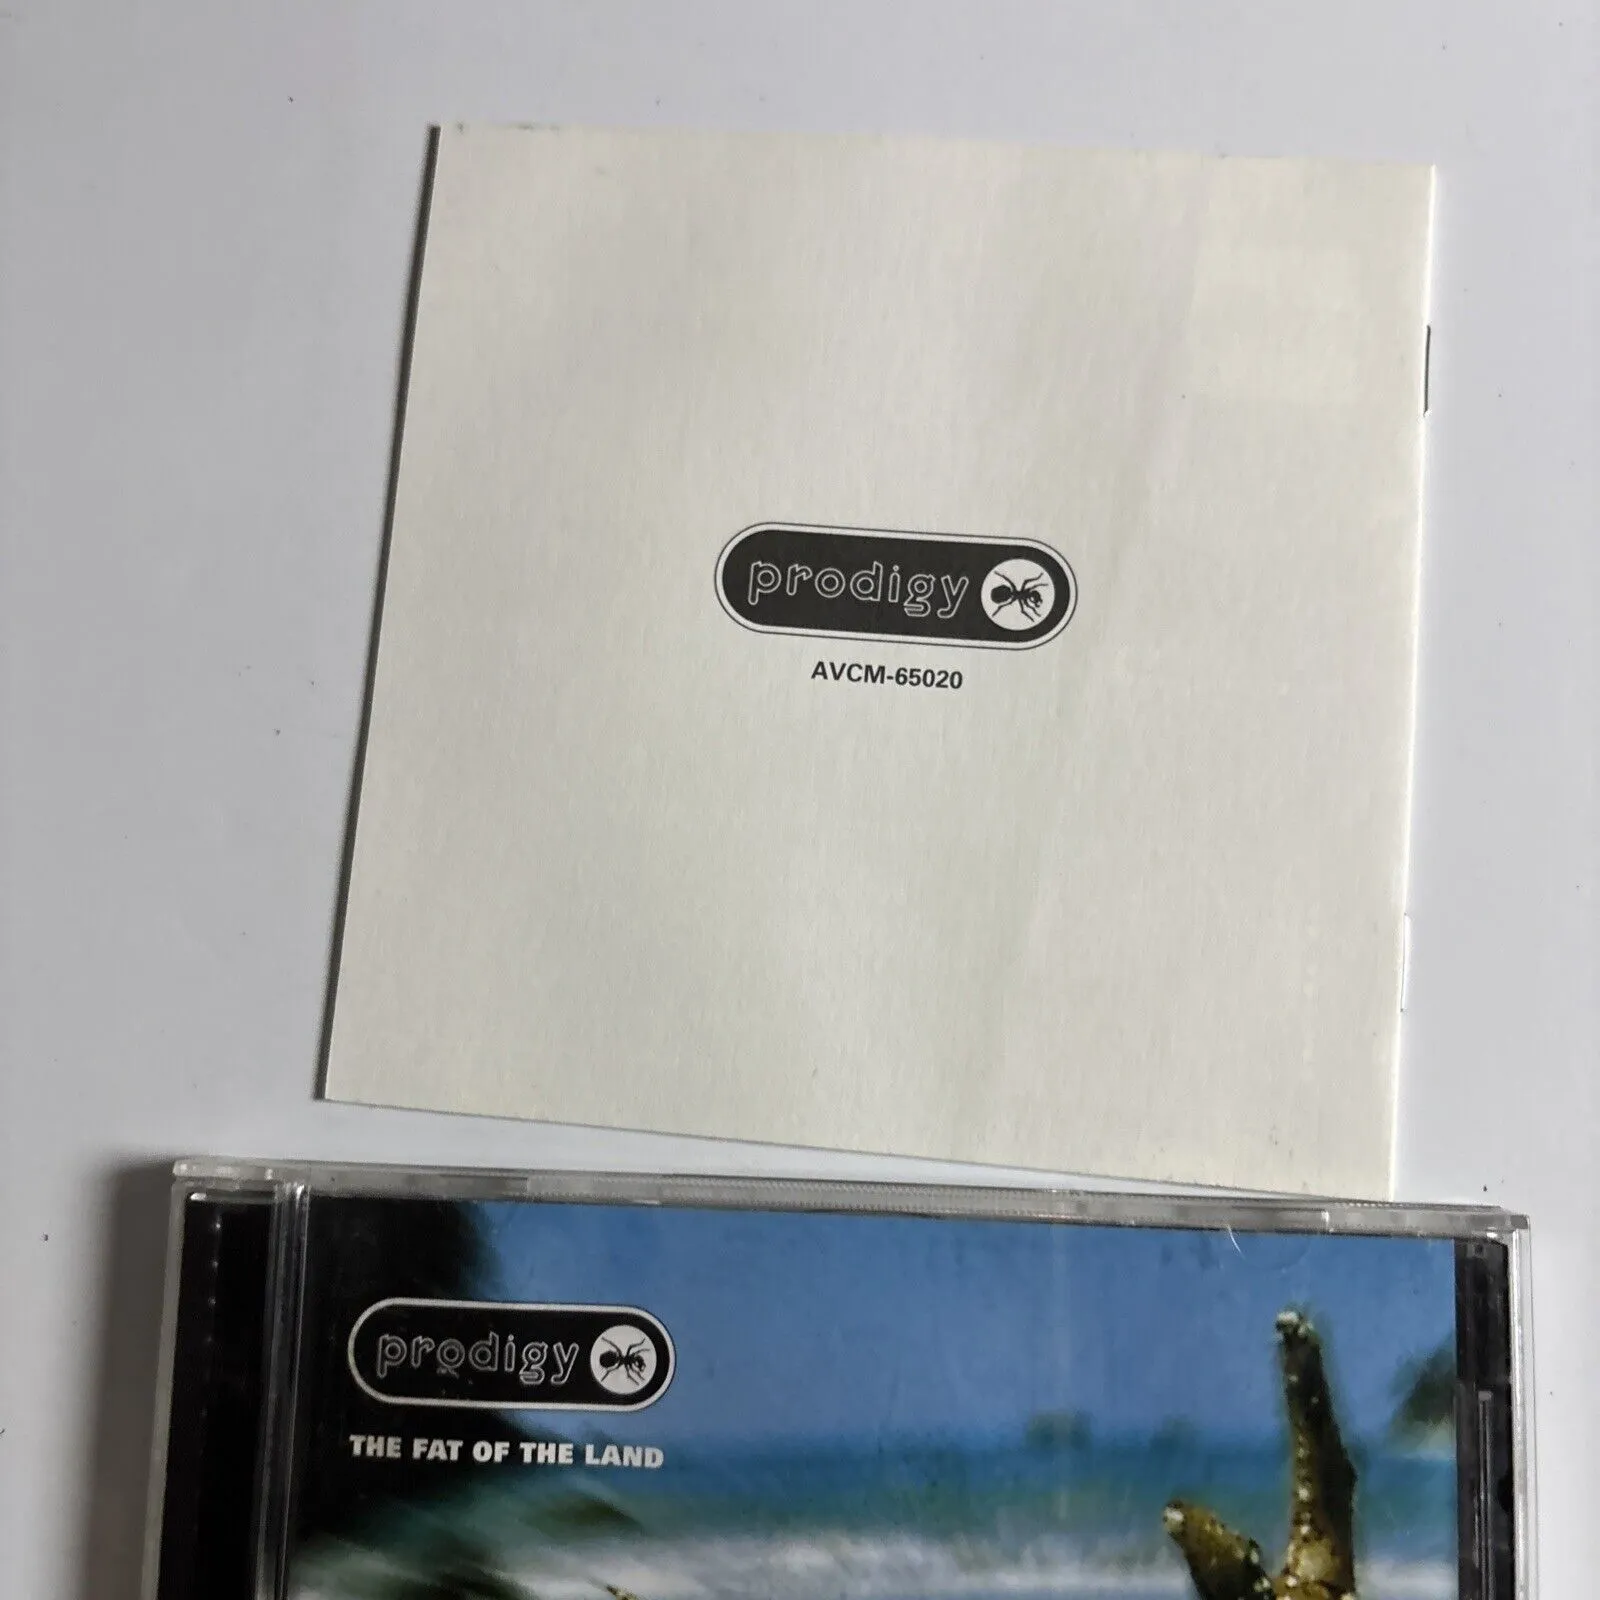 prodigy
AVCM-65020
prodigy
THE FAT OF THE LAND